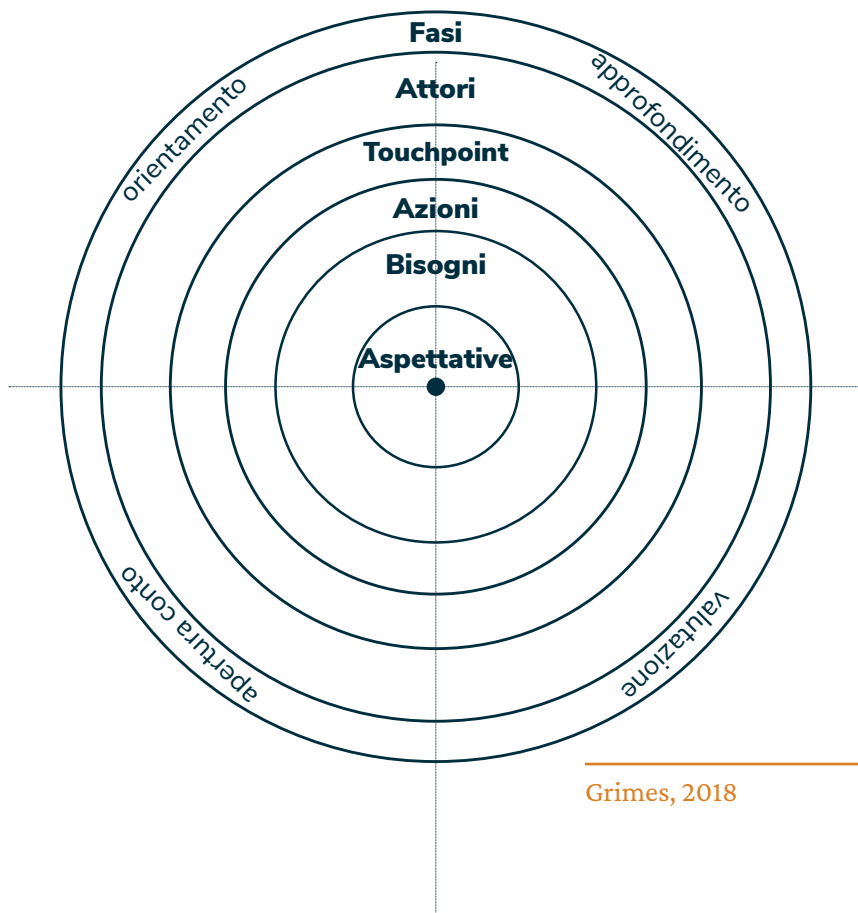 Fasi
orientamento
approfondimento
Attori
Touchpoint
Azioni
Bisogni
Aspettative
apertura conto
valutazione
Grimes, 2018